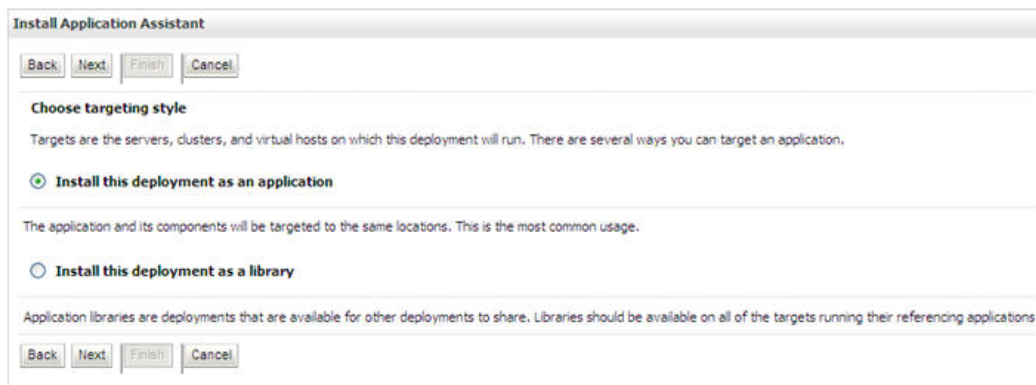 Install Application Assistant
Back Next Finish Cancel
Choose targeting style
Targets are the servers, clusters, and virtual hosts on which this deployment will run. There are several ways you can target an application.
Install this deployment as an application
The application and its components will be targeted to the same locations. This is the most common usage.
Install this deployment as a library
Application libraries are deployments that are available for other deployments to share. Libraries should be available on all of the targets running their referencing applications
Back Next Finish Cancel